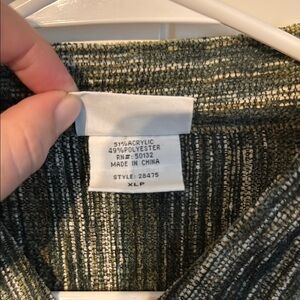 51% ACRYLIC
49% POLYESTER
RN#: 50132
MADE IN CHINA
STYLE: 28475
XLP